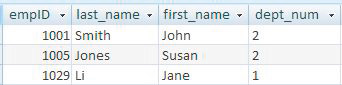 empID last_name first_name dept_num
1001 Smith John 2
1005 Jones Susan 2
1029 Li Jane 1